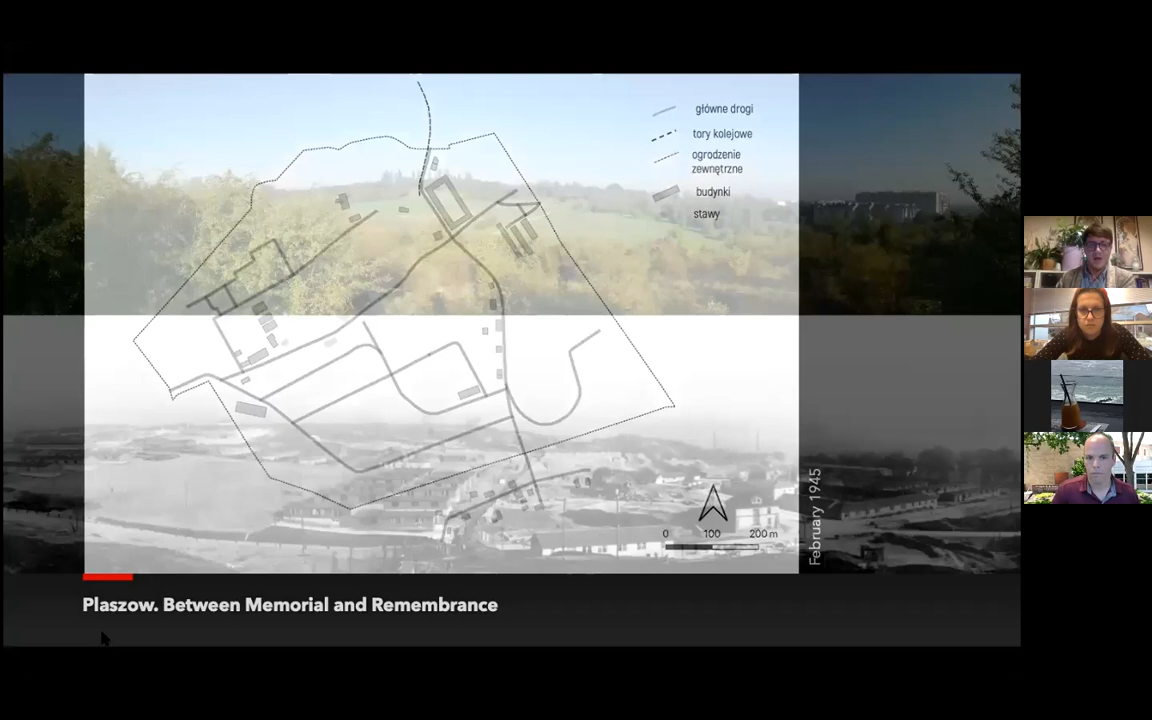 główne drogi
tory kolejowe
ogrodzenie
zewnętrzne
budynki
stawy
0 100 200 m
February 1945
Plaszow. Between Memorial and Remembrance